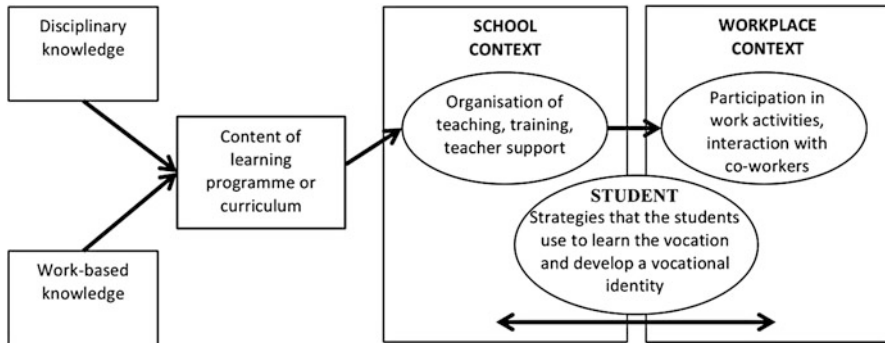 Disciplinary
knowledge
Work-based
knowledge
Content of
learning
programme or
curriculum
SCHOOL
CONTEXT
Organisation of
teaching, training,
teacher support
WORKPLACE
CONTEXT
Participation in
work activities,
interaction with
co-workers
STUDENT
Strategies that the students
use to learn the vocation
and develop a vocational
identity